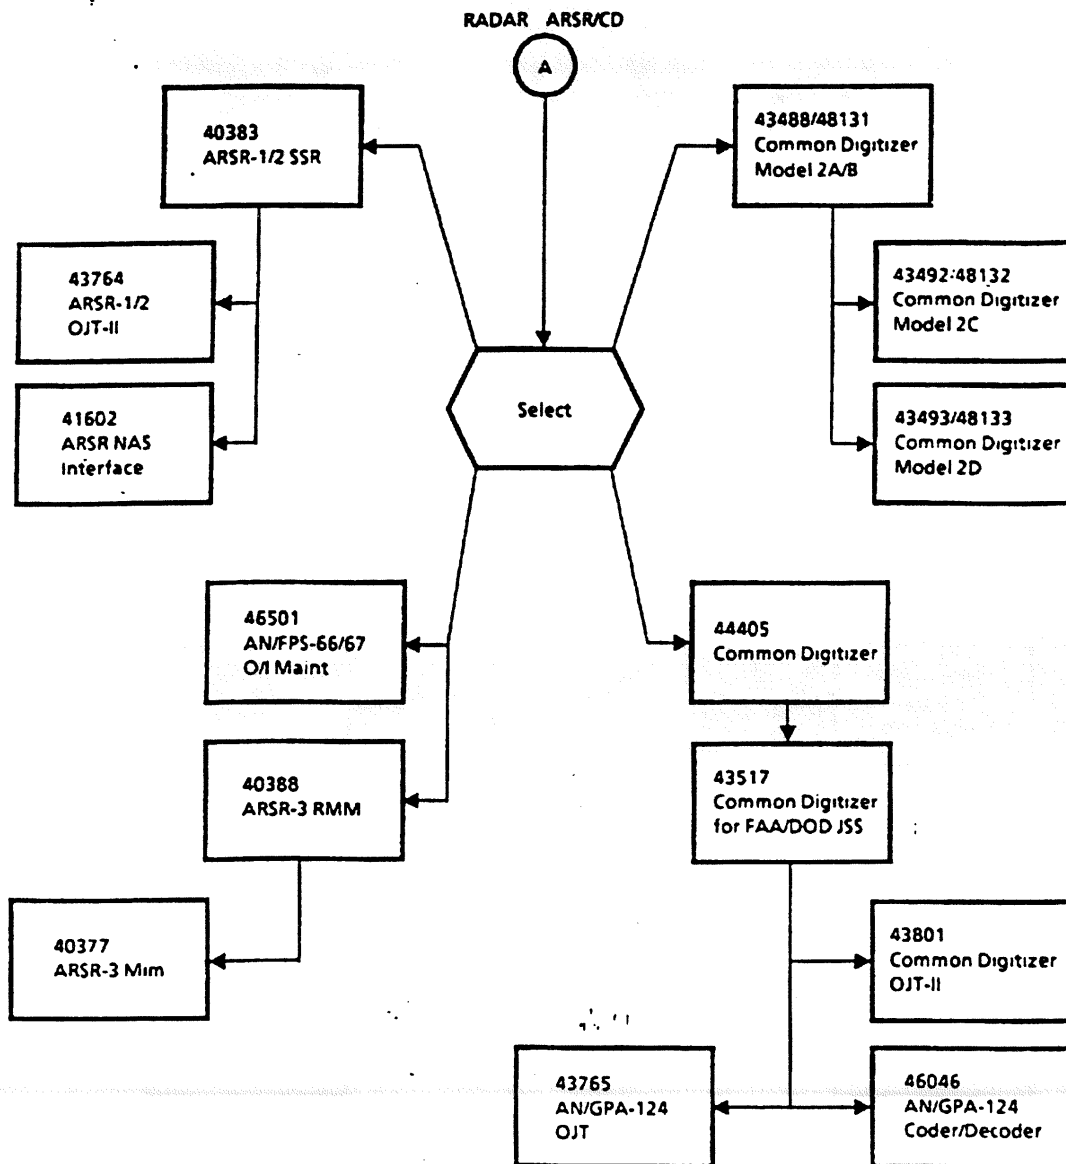 RADAR ARSR/CD
A
40383
ARSR-1/2 SSR
43488/48131
Common Digitizer
Model 2A/B
43764
ARSR-1/2
OJT-II
43492/48132
Common Digitizer
Model 2C
41602
ARSR NAS
Interface
Select
43493/48133
Common Digitizer
Model 2D
46501
AN/FPS-66/67
O/I Maint
44405
Common Digitizer
40388
ARSR-3 RMM
43517
Common Digitizer
for FAA/DOD JSS
40377
ARSR-3 Mim
43801
Common Digitizer
OJT-II
43765
AN/GPA-124
OJT
46046
AN/GPA-124
Coder/Decoder